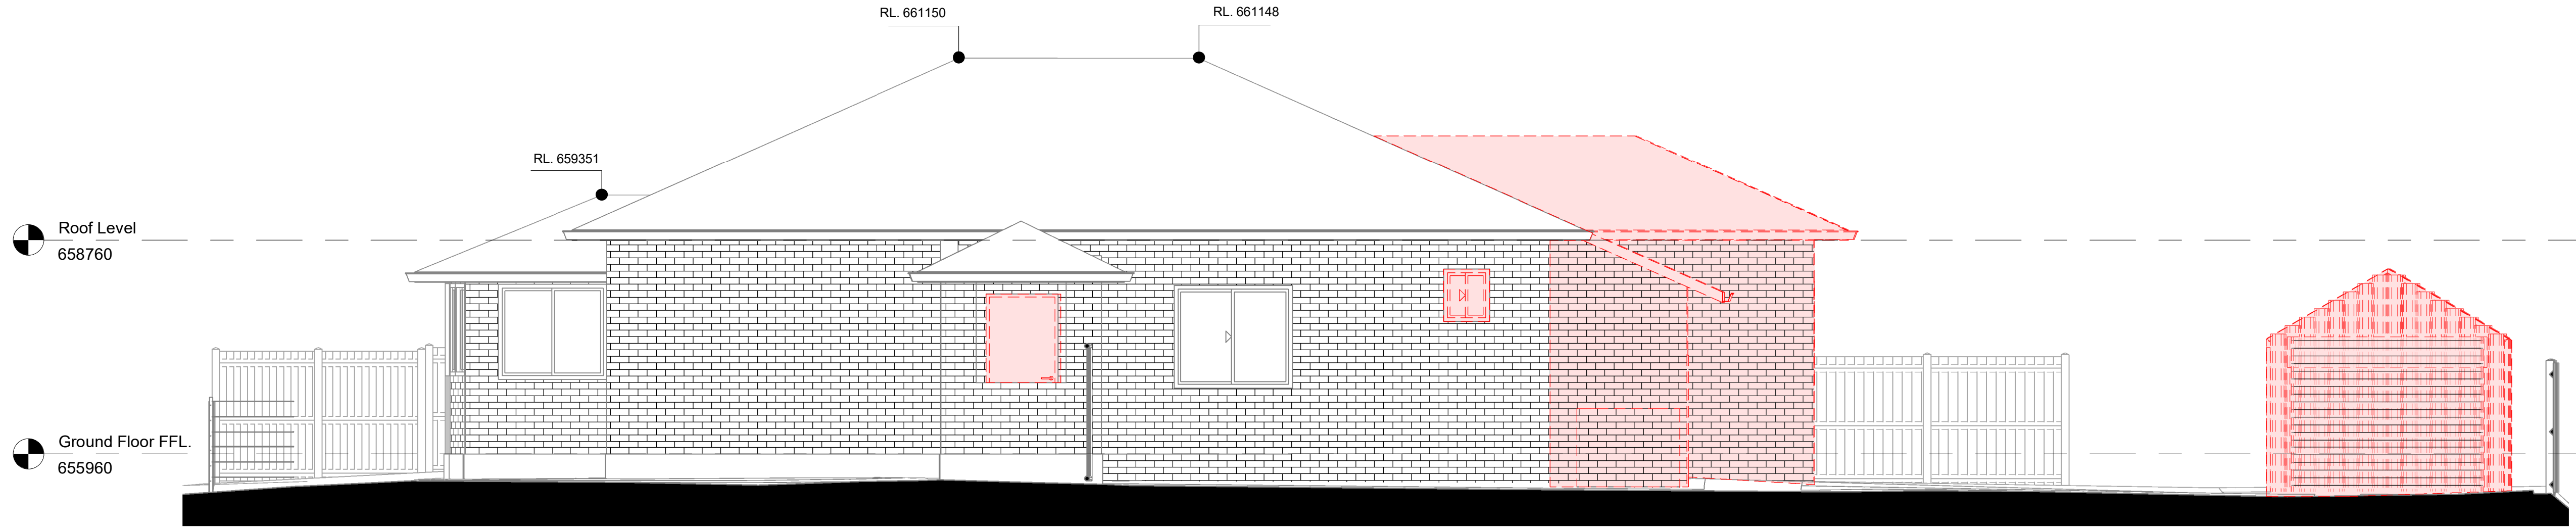 RL. 661150
RL. 661148
RL. 659351
Roof Level
658760
Ground Floor FFL.
655960